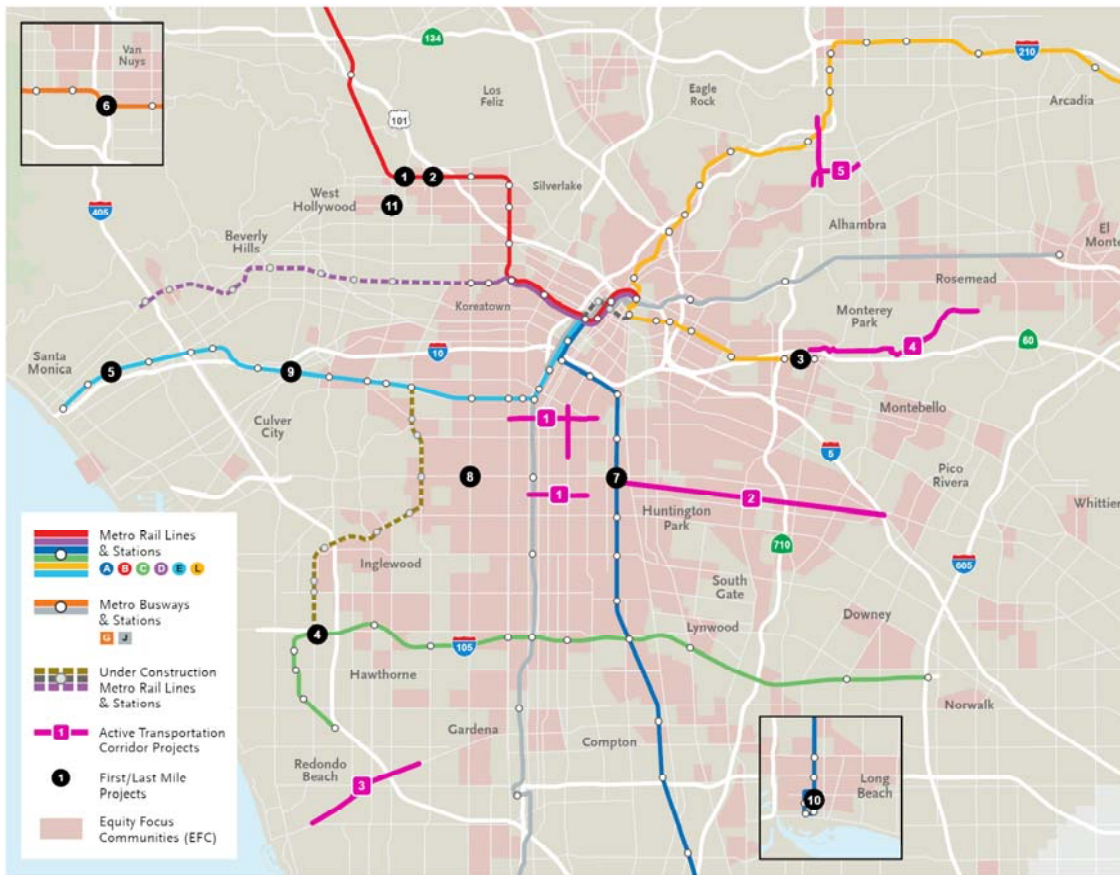 Van
Nuys
6
134
210
Los
Feliz
Eagle
Rock
Arcadia
101
1
2
West
Hollywood
11
Silverlake
5
405
Alhambra
El
Monte
Beverly
Hills
Rosemead
Koreatown
Monterey
Park
Santa
Monica
5
9
10
3
4
60
Culver
City
1
Montebello
8
7
5
Pico
Rivera
1
2
Whittier
Huntington
Park
710
605
Inglewood
South
Gate
Downey
4
105
Lynwood
Hawthorne
Norwalk
Gardena
Compton
Redondo
Beach
3
Long
Beach
10
Metro Rail Lines
& Stations
A B C D E L
Metro Busways
& Stations
G J
Under Construction
Metro Rail Lines
& Stations
1 Active Transportation
Corridor Projects
1 First/Last Mile
Projects
Equity Focus
Communities (EFC)